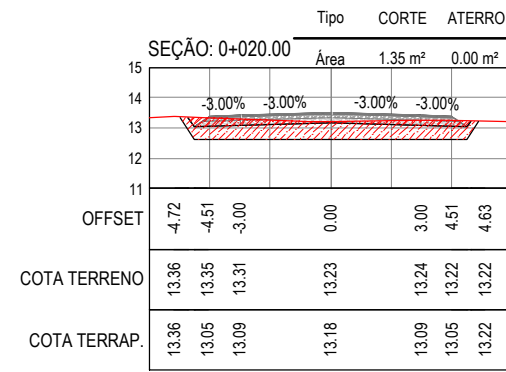 Tipo CORTE ATERRO
SEÇÃO: 0+020.00
Área 1.35 m² 0.00 m²
15
14
-3.00% -3.00% -3.00% -3.00%
13
12
11
OFFSET -4.72 -4.51 -3.00 0.00 3.00 4.51 4.63
COTA TERRENO 13.36 13.35 13.31 13.23 13.24 13.22 13.22
COTA TERRAP. 13.36 13.05 13.09 13.18 13.09 13.05 13.22